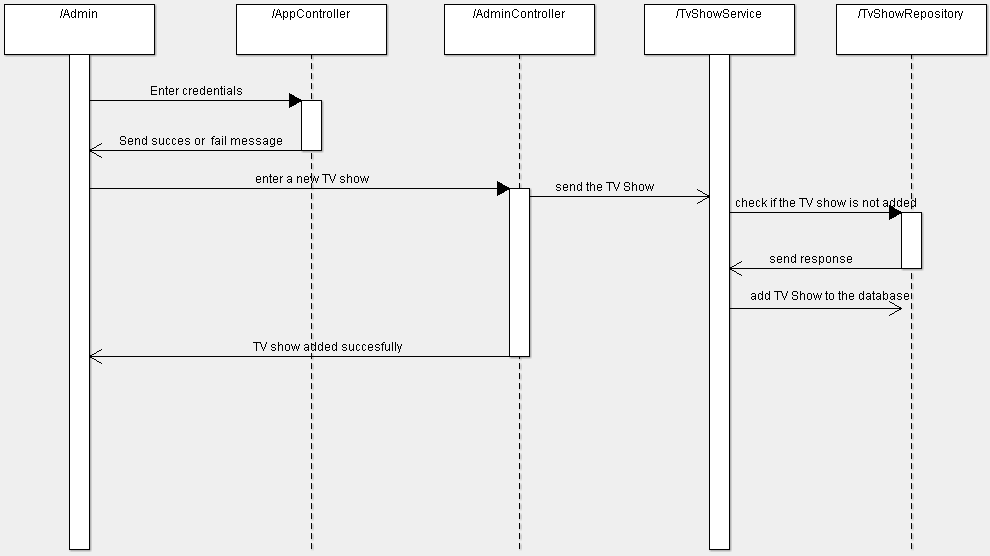 /Admin
/AppController
/AdminController
/TvShowService
/TvShowRepository
Enter credentials
Send succes or  fail message
enter a new TV show
send the TV Show
check if the TV show is not added
send response
add TV Show to the database
TV show added succesfully